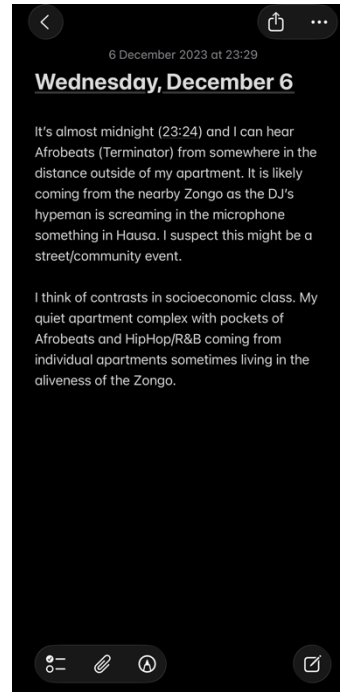 6 December 2023 at 23:29
Wednesday, December 6
It's almost midnight (23:24) and I can hear
Afrobeats (Terminator) from somewhere in the
distance outside of my apartment. It is likely
coming from the nearby Zongo as the DJ's
hypeman is screaming in the microphone
something in Hausa. I suspect this might be a
street/community event.
I think of contrasts in socioeconomic class. My
quiet apartment complex with pockets of
Afrobeats and HipHop/R&B coming from
individual apartments sometimes living in the
aliveness of the Zongo.